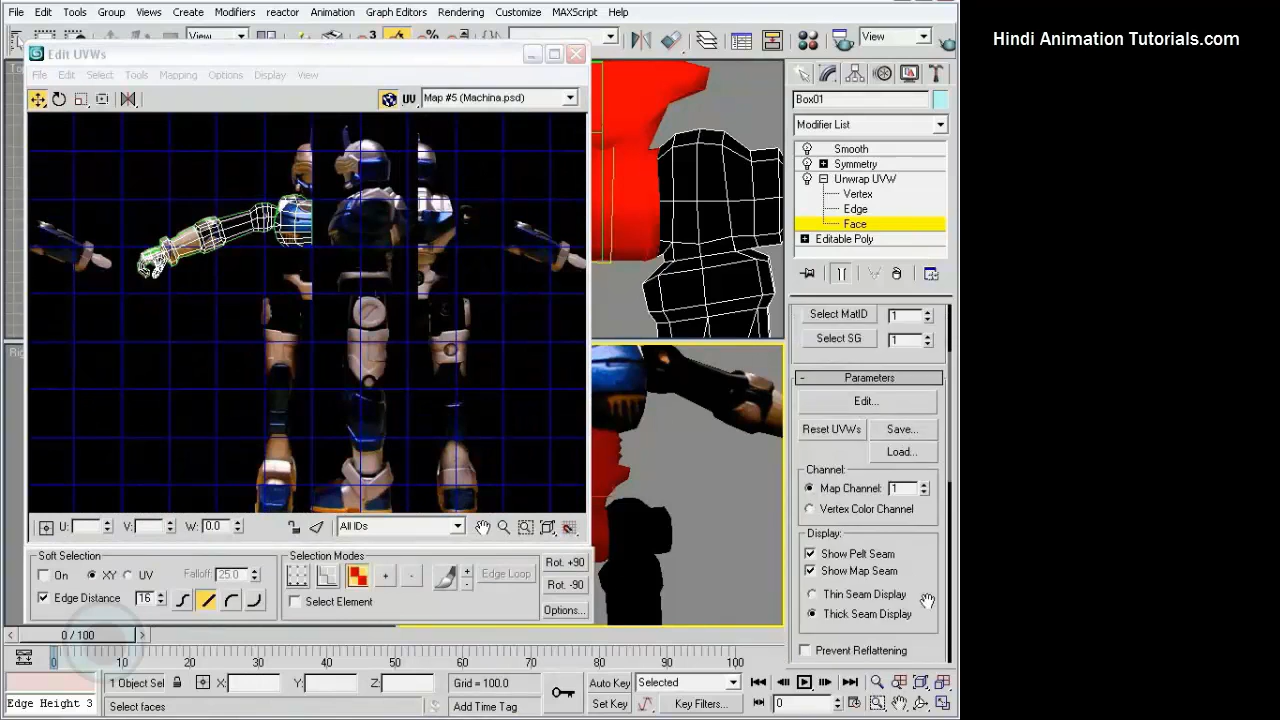 File Edit Tools Group Views Create Modifiers reactor Animation Graph Editors Rendering Customize MAXScript Help
Hindi Animation Tutorials.com
View
View
Edit UVWs
File Edit Select Tools Mapping Options Display View
UV Map #5 (Machina.psd)
Box01
Modifier List
Smooth
Symmetry
Unwrap UVW
Vertex
Edge
Face
Editable Poly
Select MatID 1
Select SG 1
- Parameters
Edit...
Reset UVWs Save...
Load...
Channel:
Map Channel: 1
Vertex Color Channel
Display:
Show Pelt Seam
Show Map Seam
Thin Seam Display
Thick Seam Display
Prevent Reflattening
U: V: W: 0.0 All IDs
Soft Selection
On XY UV Falloff: 25.0
Edge Distance 16
Selection Modes
+ - + - Edge Loop
Select Element
Rot. +90
Rot. -90
Options...
< 0 / 100 >
0 10 20 30 40 50 60 70 80 90 100
1 Object Sel X: Y: Z: Grid = 100.0 Auto Key Selected
Edge Height 3 Select faces Add Time Tag Set Key Key Filters... 0